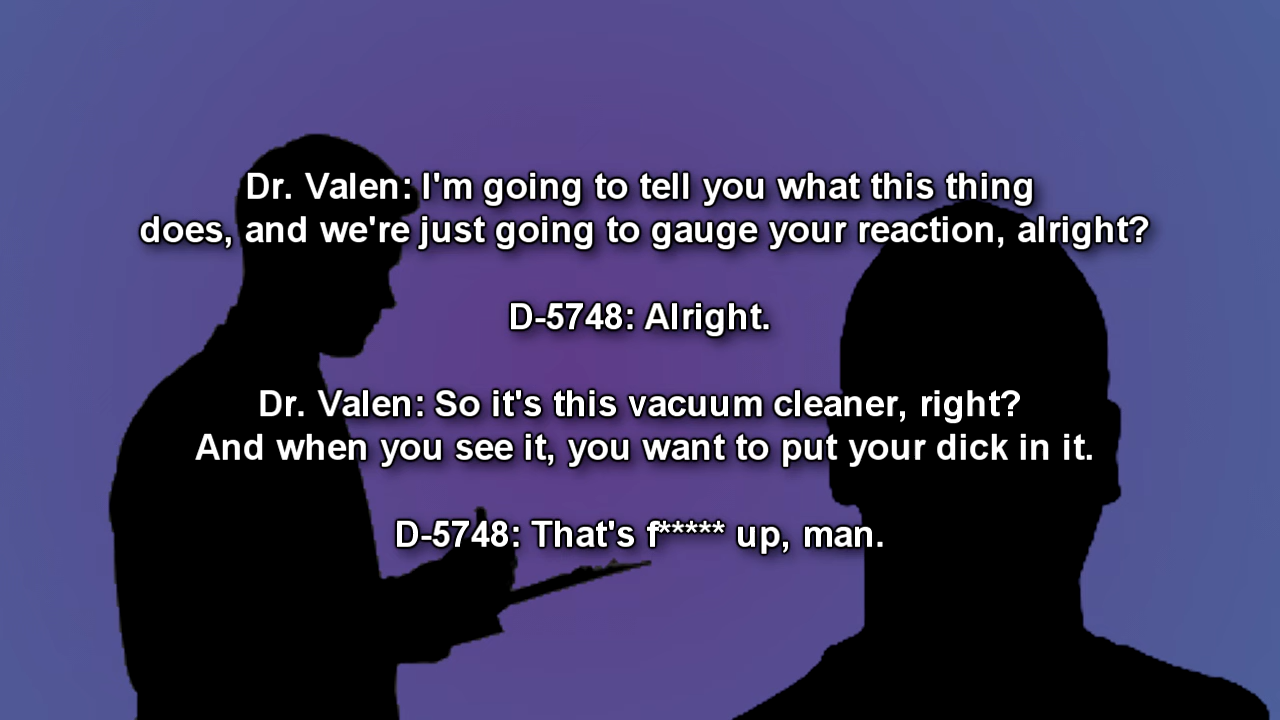 Dr. Valen: I'm going to tell you what this thing
does, and we're just going to gauge your reaction, alright?
D-5748: Alright.
Dr. Valen: So it's this vacuum cleaner, right?
And when you see it, you want to put your dick in it.
D-5748: That's f***** up, man.